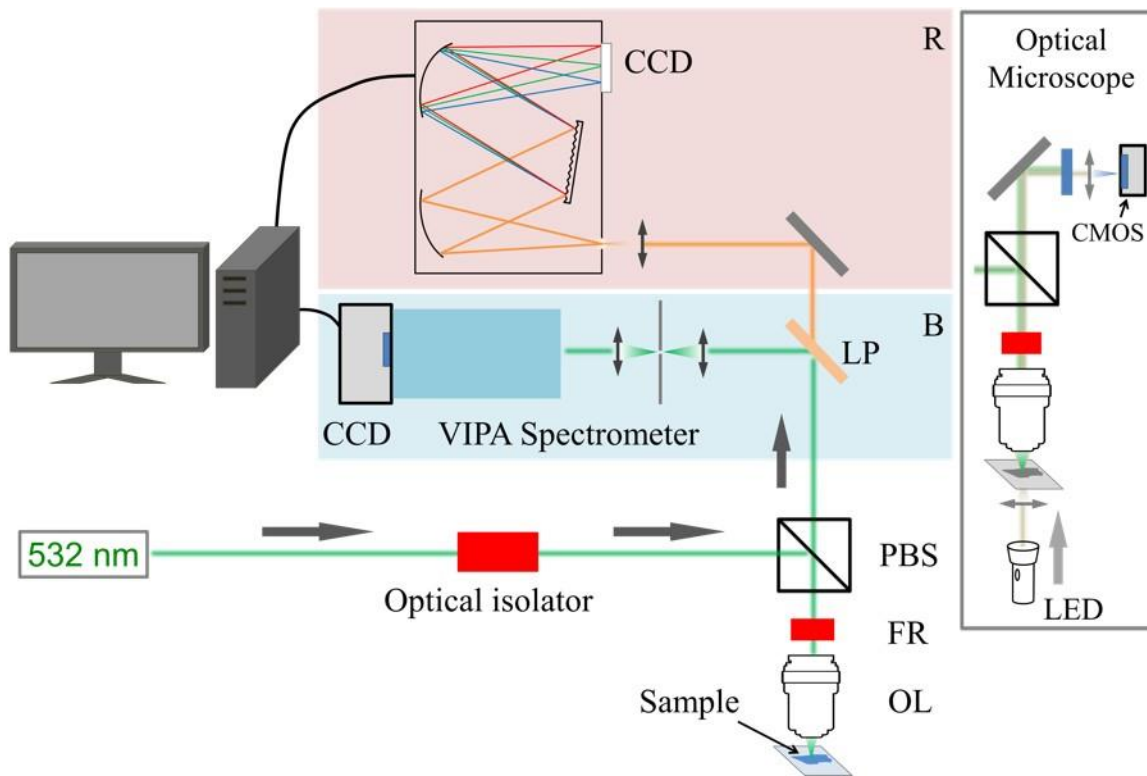 R
CCD
Optical
Microscope
CMOS
B
LP
CCD
VIPA Spectrometer
532 nm
Optical isolator
PBS
FR
OL
Sample
LED